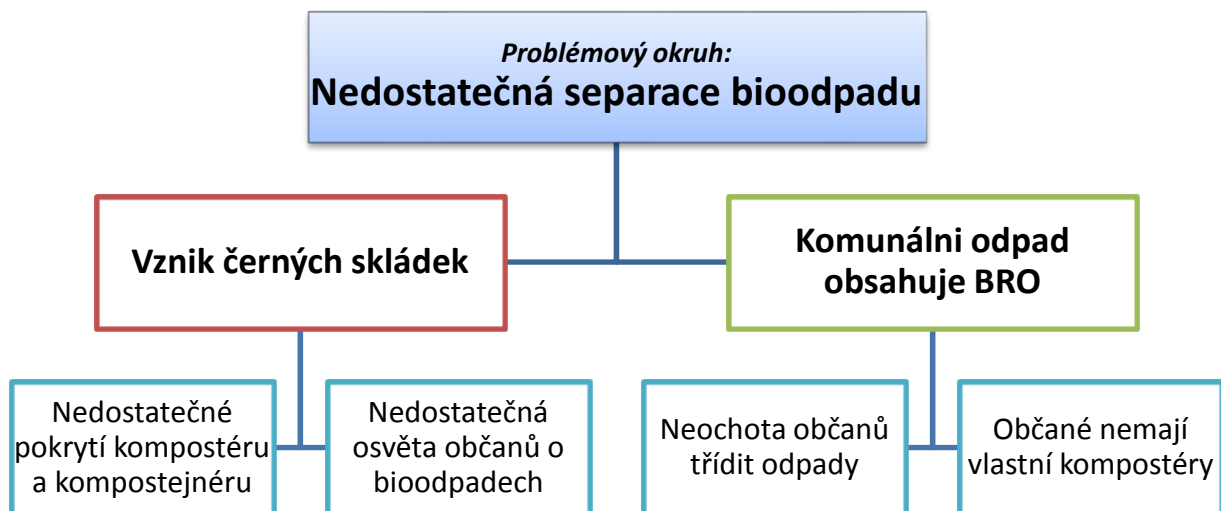 Problémový okruh:
Nedostatečná separace bioodpadu
Vznik černých skládek
Komunálni odpad
obsahuje BRO
Nedostatečné
pokrytí kompostéru
a kompostejnéru
Nedostatečná
osvěta občanů o
bioodpadech
Neochota občanů
třídit odpady
Občané nemají
vlastní kompostéry